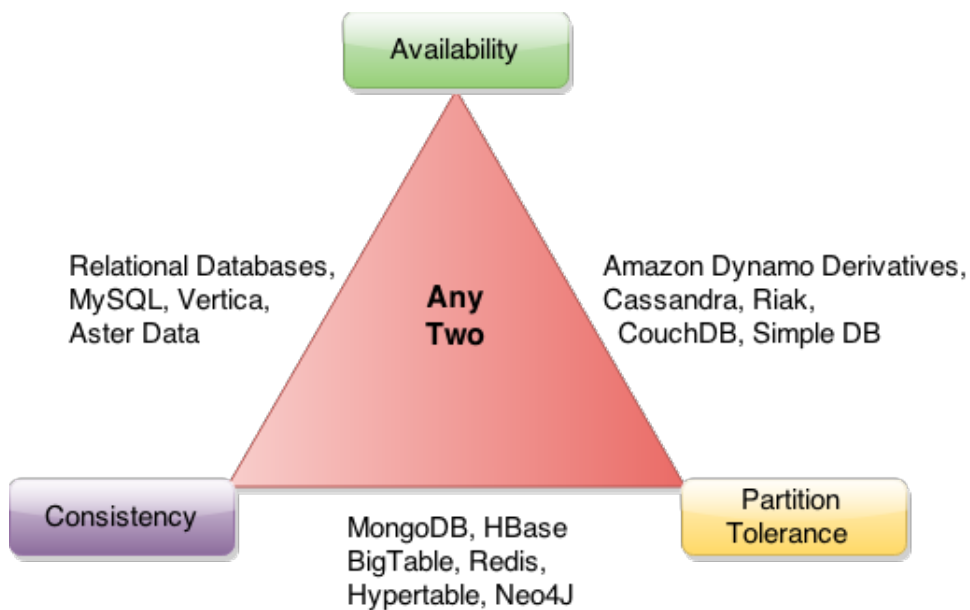 Availability
Relational Databases,
MySQL, Vertica,
Aster Data
Any
Two
Amazon Dynamo Derivatives,
Cassandra, Riak,
CouchDB, Simple DB
Consistency
MongoDB, HBase
BigTable, Redis,
Hypertable, Neo4J
Partition
Tolerance